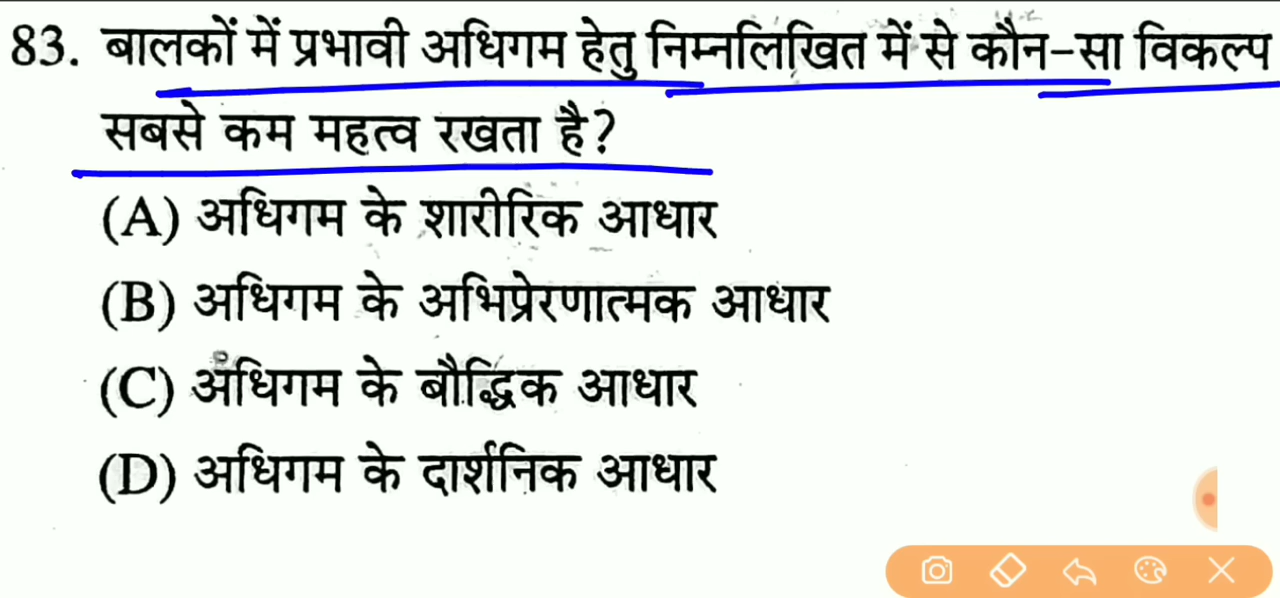 83. बालकों में प्रभावी अधिगम हेतु निम्नलिखित में से कौन-सा विकल्प
सबसे कम महत्व रखता है?
(A) अधिगम के शारीरिक आधार
(B) अधिगम के अभिप्रेरणात्मक आधार
(C) अधिगम के बौद्धिक आधार
(D) अधिगम के दार्शनिक आधार